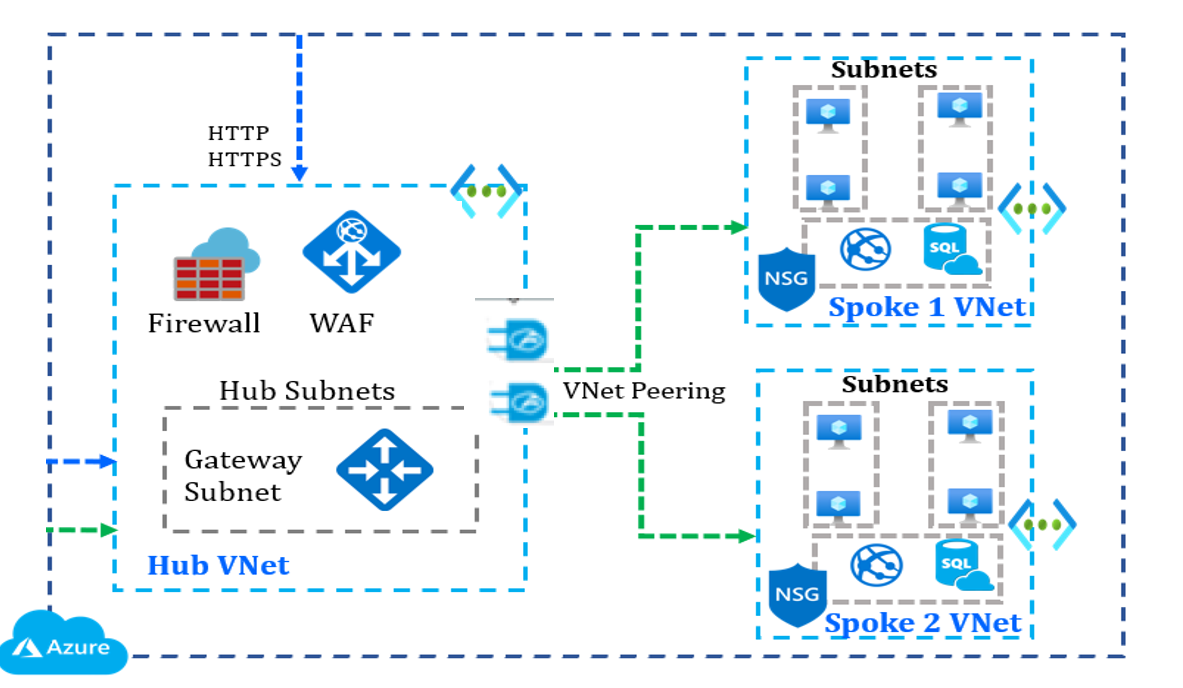 HTTP
HTTPS
Firewall
WAF
Hub Subnets
Gateway
Subnet
Hub VNet
Azure
VNet Peering
Subnets
SQL
NSG
Spoke 1 VNet
Subnets
SQL
NSG
Spoke 2 VNet